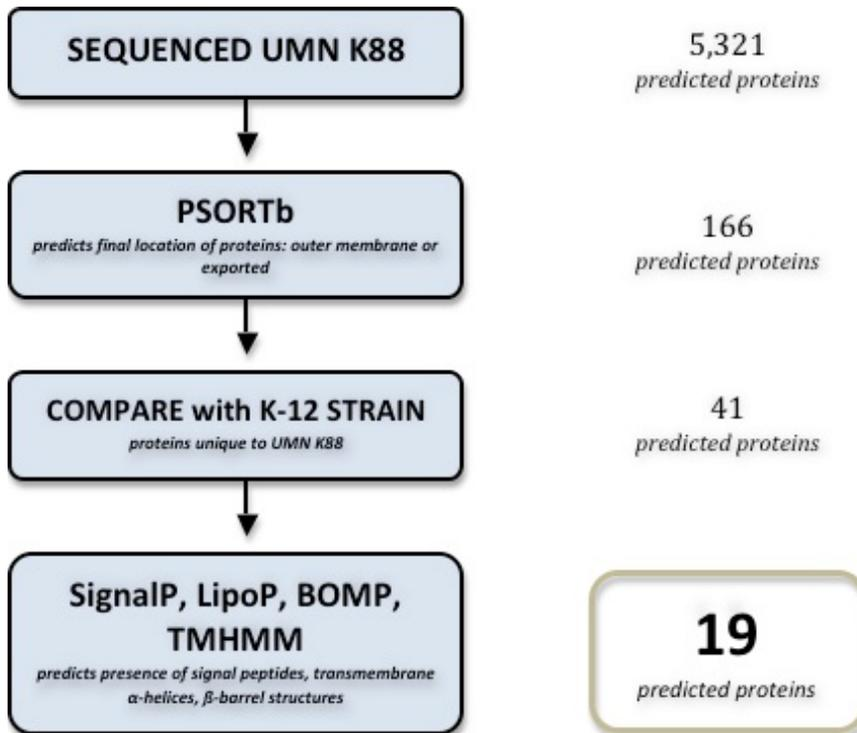 SEQUENCED UMN K88
5,321
predicted proteins
PSORTb
predicts final location of proteins: outer membrane or
exported
166
predicted proteins
COMPARE with K-12 STRAIN
proteins unique to UMN K88
41
predicted proteins
SignalP, LipoP, BOMP,
TMHMM
predicts presence of signal peptides, transmembrane
α-helices, β-barrel structures
19
predicted proteins